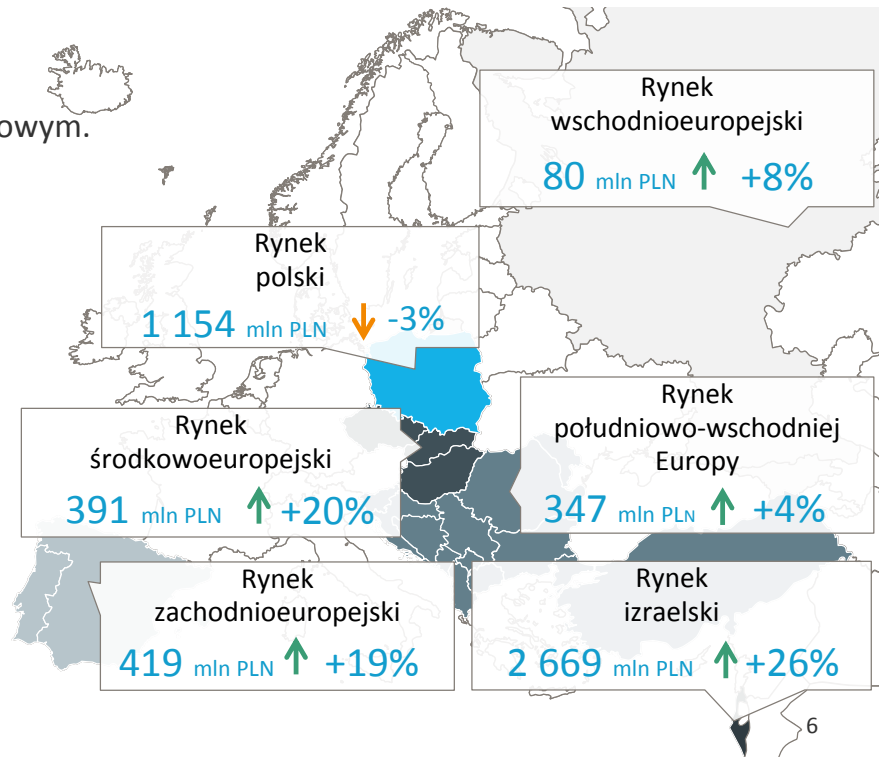 owym.
Rynek
wschodnioeuropejski
80 mln PLN +8%
Rynek
polski
1 154 mln PLN -3%
Rynek
środkowoeuropejski
391 mln PLN +20%
Rynek
południowo-wschodniej
Europy
347 mln PLN +4%
Rynek
zachodnioeuropejski
419 mln PLN +19%
Rynek
izraelski
2 669 mln PLN +26%
6